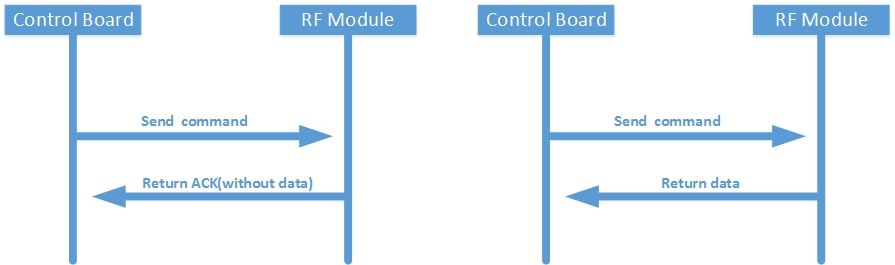 Control Board
RF Module
Send  command
Return ACK(without data)
Control Board
RF Module
Send  command
Return data